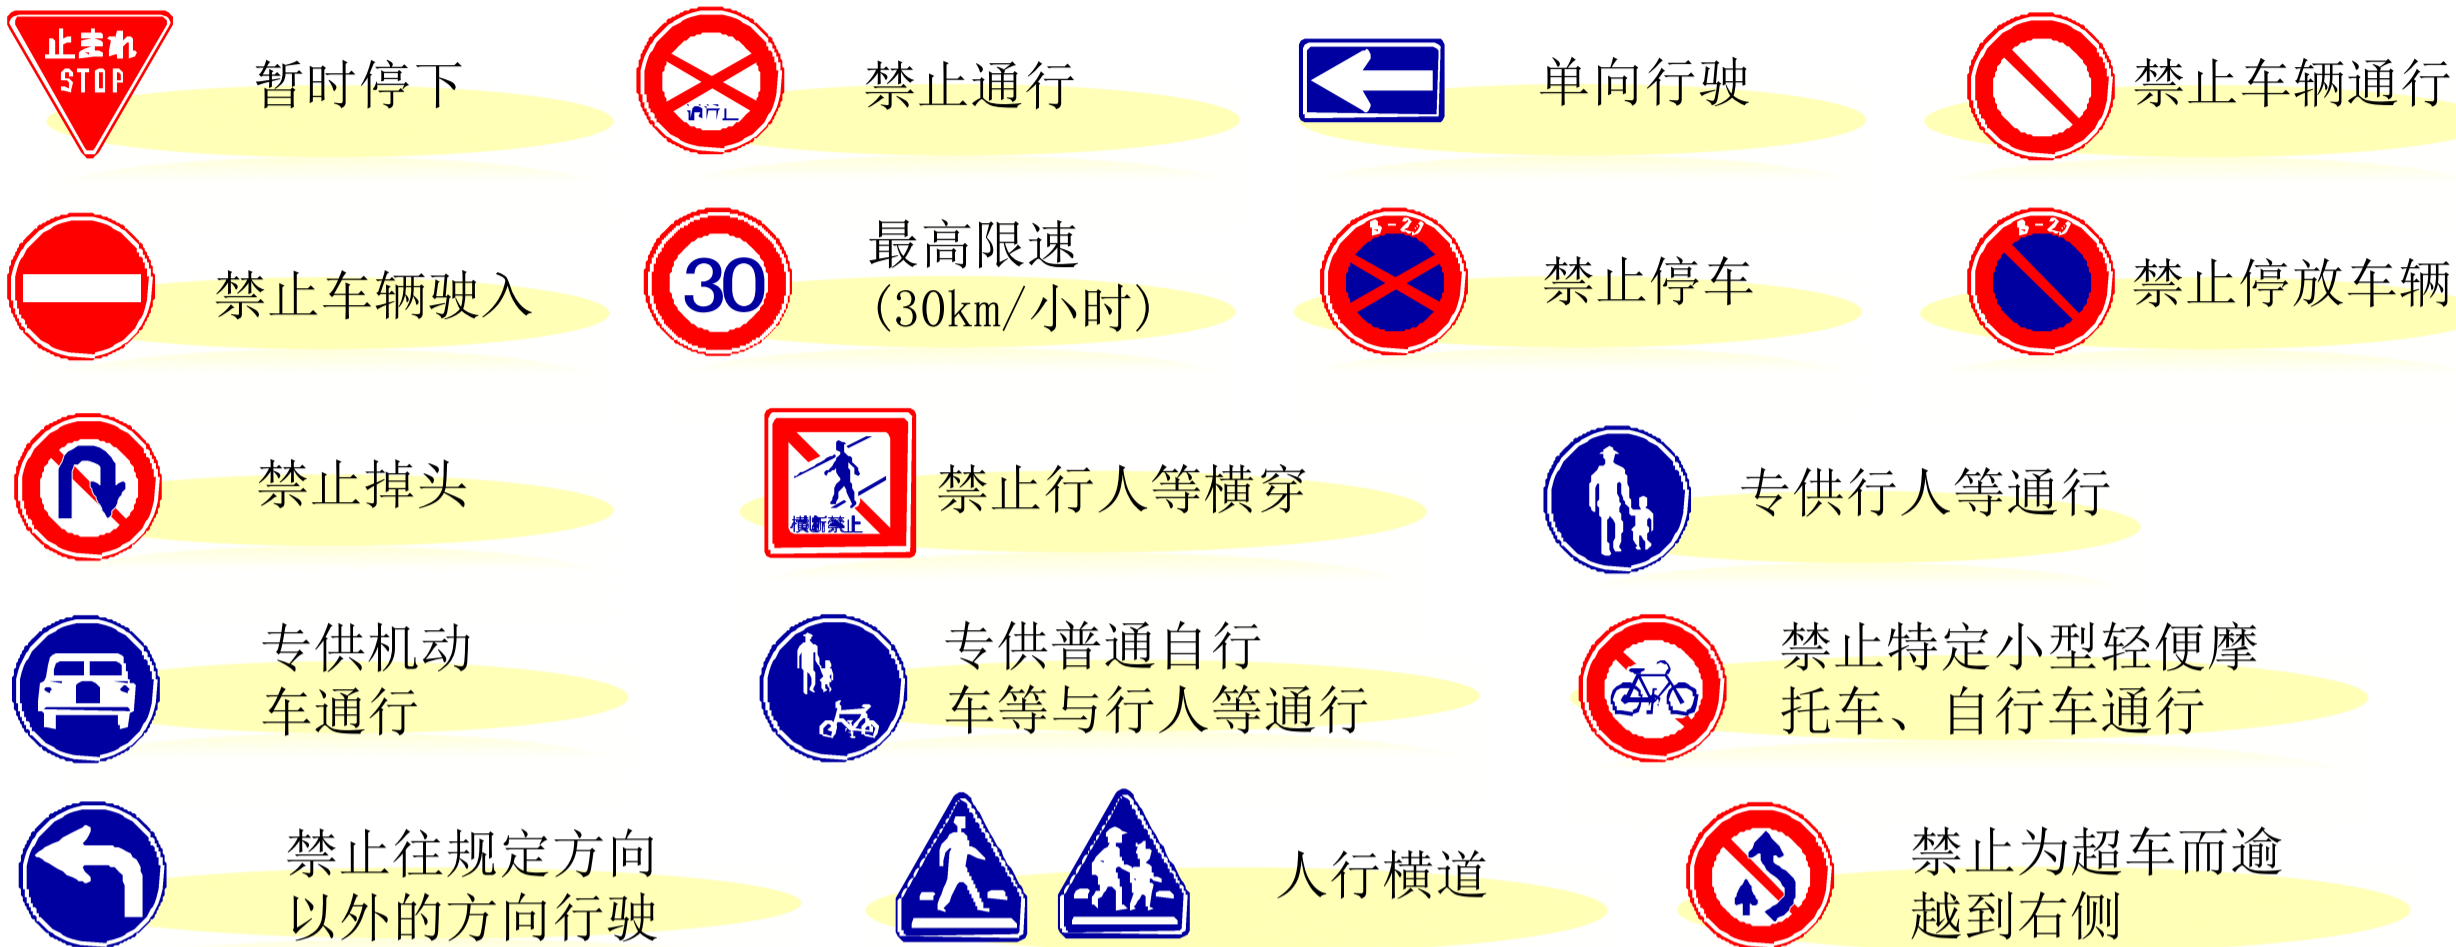 止まれ
STOP
暂时停下
禁止通行
单向行驶
禁止车辆通行
禁止车辆驶入
30
最高限速
(30km/小时)
8-20
禁止停车
8-20
禁止停放车辆
禁止掉头
横断禁止
禁止行人等横穿
专供行人等通行
专供机动
车通行
专供普通自行
车等与行人等通行
禁止特定小型轻便摩
托车、自行车通行
禁止往规定方向
以外的方向行驶
人行横道
禁止为超车而逾
越到右侧